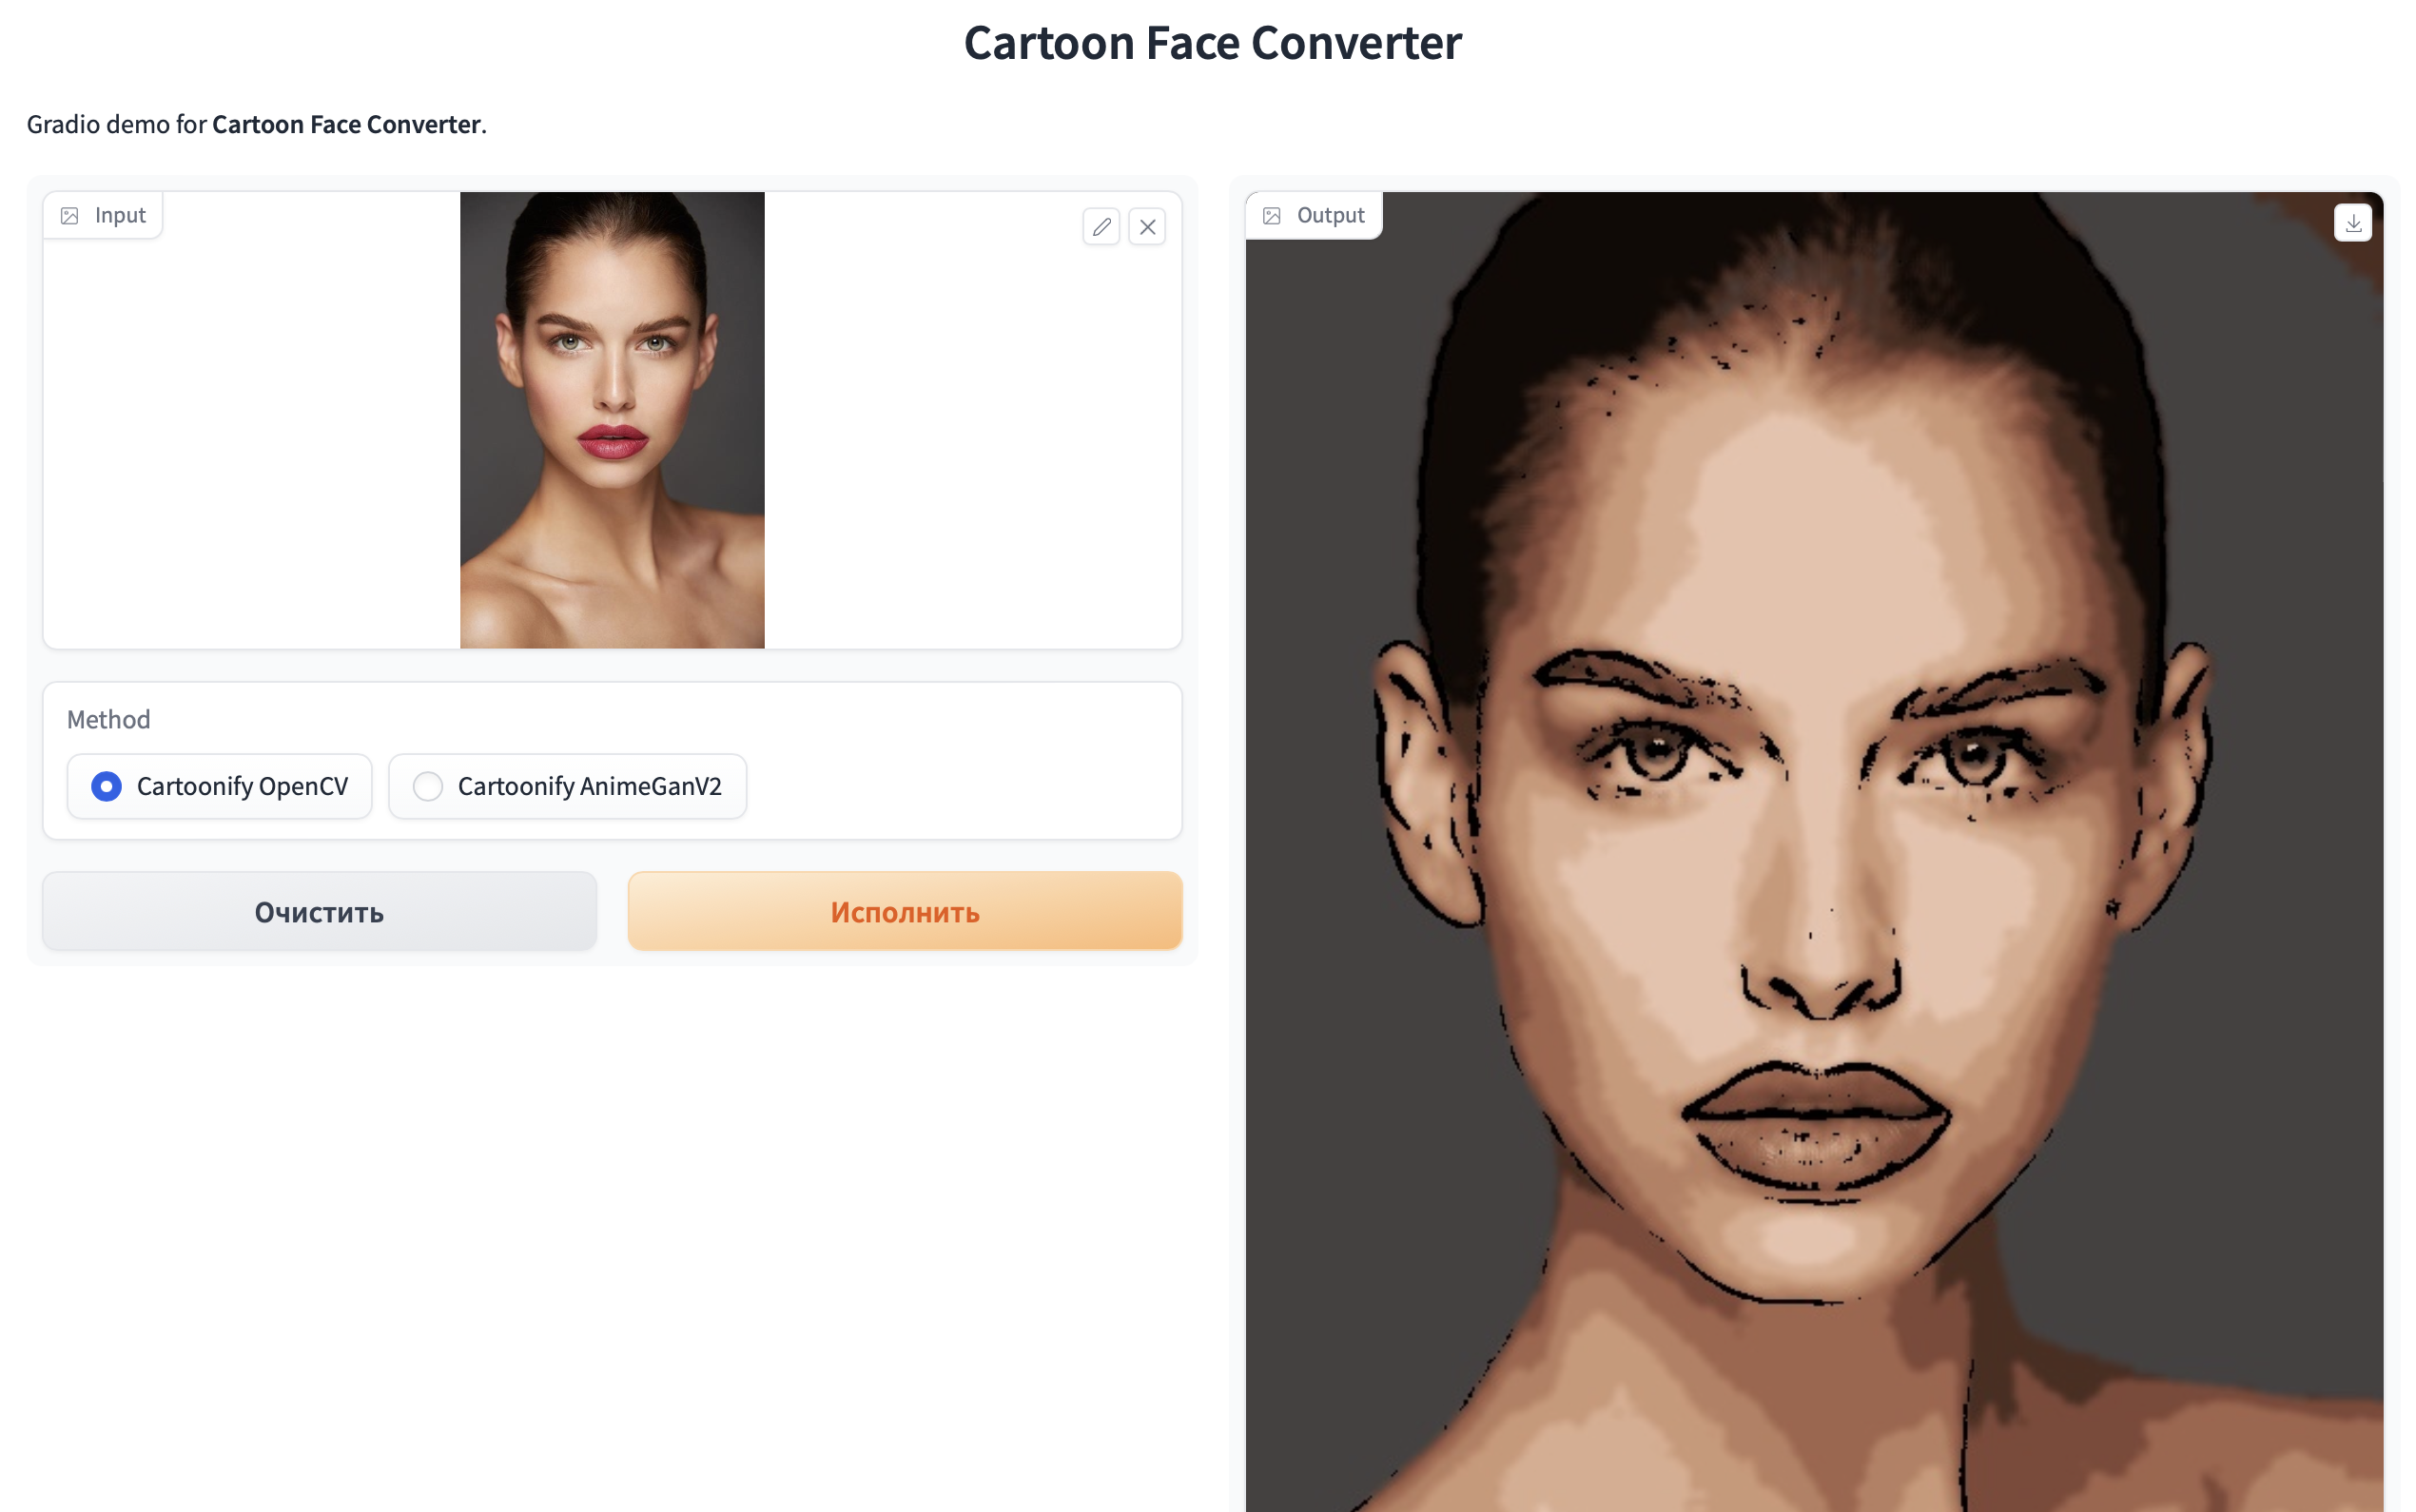 Cartoon Face Converter
Gradio demo for Cartoon Face Converter.
Input
Output
Method
Cartoonify OpenCV
Cartoonify AnimeGanV2
Очистить
Исполнить